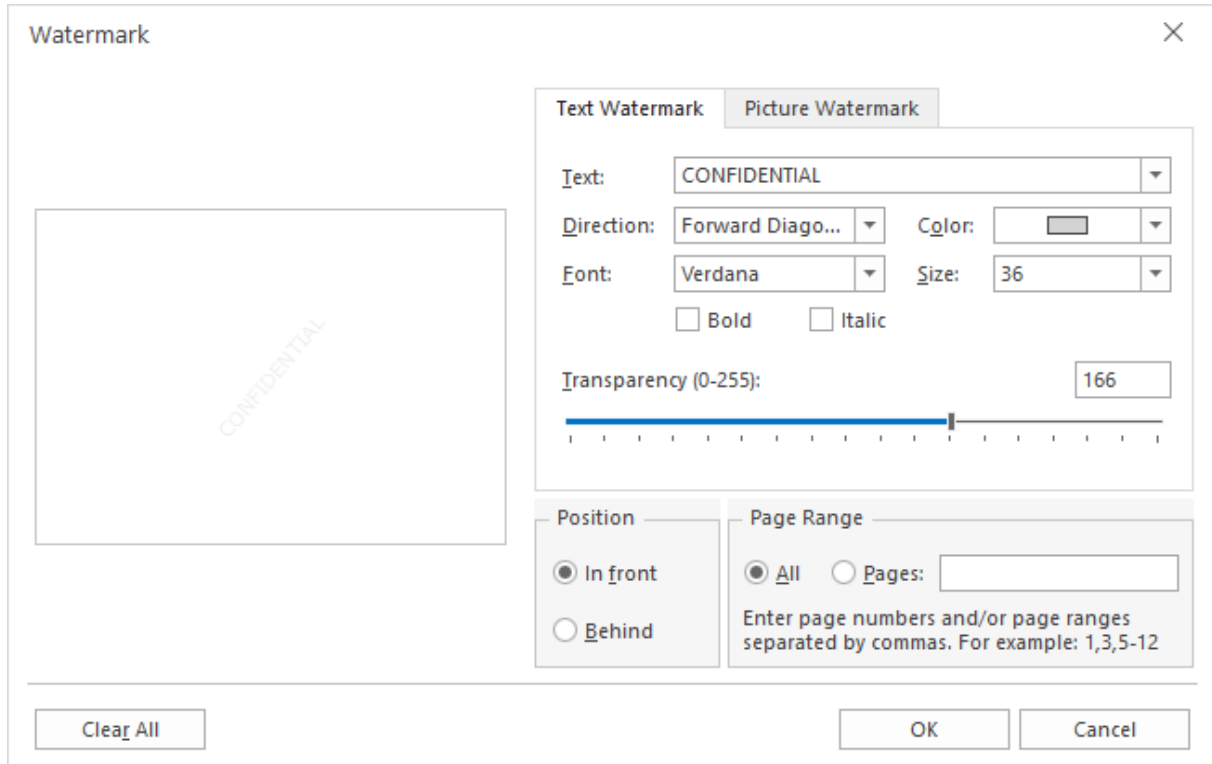 Watermark
Text Watermark Picture Watermark
Text: CONFIDENTIAL
Direction: Forward Diago... Color:
Font: Verdana Size: 36
Bold Italic
Transparency (0-255): 166
CONFIDENTIAL
Position
In front
Behind
Page Range
All Pages:
Enter page numbers and/or page ranges
separated by commas. For example: 1,3,5-12
Clear All OK Cancel